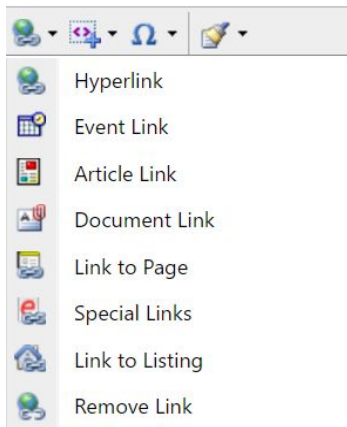 Ω
Hyperlink
Event Link
Article Link
Document Link
Link to Page
Special Links
Link to Listing
Remove Link